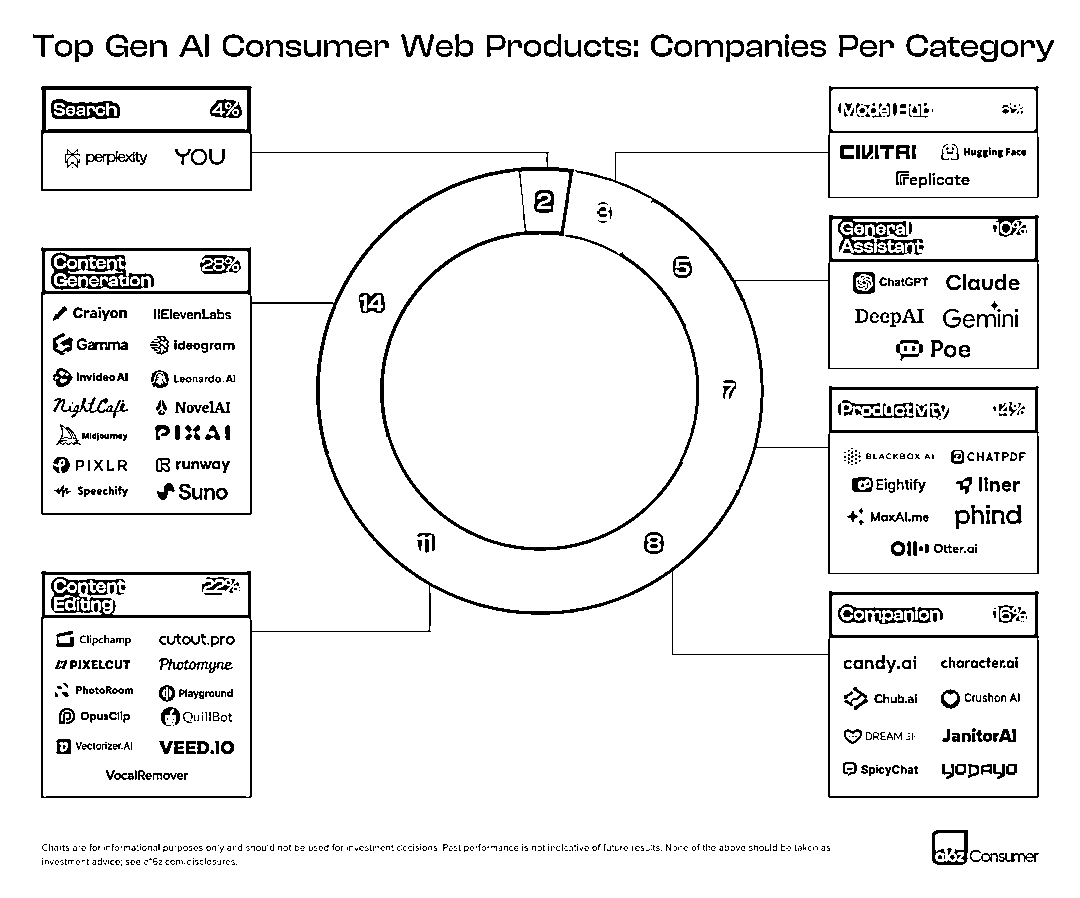 Top Gen AI Consumer Web Products: Companies Per Category
Search 4%
perplexity YOU
Content
Generation 28%
Craiyon IIElevenLabs
Gamma ideogram
Invideo AI Leonardo.Ai
NightCafé NovelAI
Midjourney PIXAI
PIXLR runway
Speechify Suno
Content
Editing 22%
Clipchamp cutout.pro
PIXELCUT Photomyne
PhotoRoom Playground
OpusClip QuillBot
Vectorizer.AI VEED.IO
VocalRemover
2
3
5
7
8
11
14
Model Hub
CIVITAI Hugging Face
replicate
General
Assistant 10%
ChatGPT Claude
DeepAI Gemini
Poe
Productivity 14%
BLACKBOX AI CHATPDF
Eightify liner
MaxAI.me phind
Otter.ai
Companion 16%
candy.ai character.ai
Chub.ai Crushon AI
DREAM JanitorAI
SpicyChat YODAYO
Charts are for informational purposes only and should not be used for investment decisions. Past performance is not indicative of future results. None of the above should be taken as
investment advice; see a16z.com/disclosures.
a16z Consumer